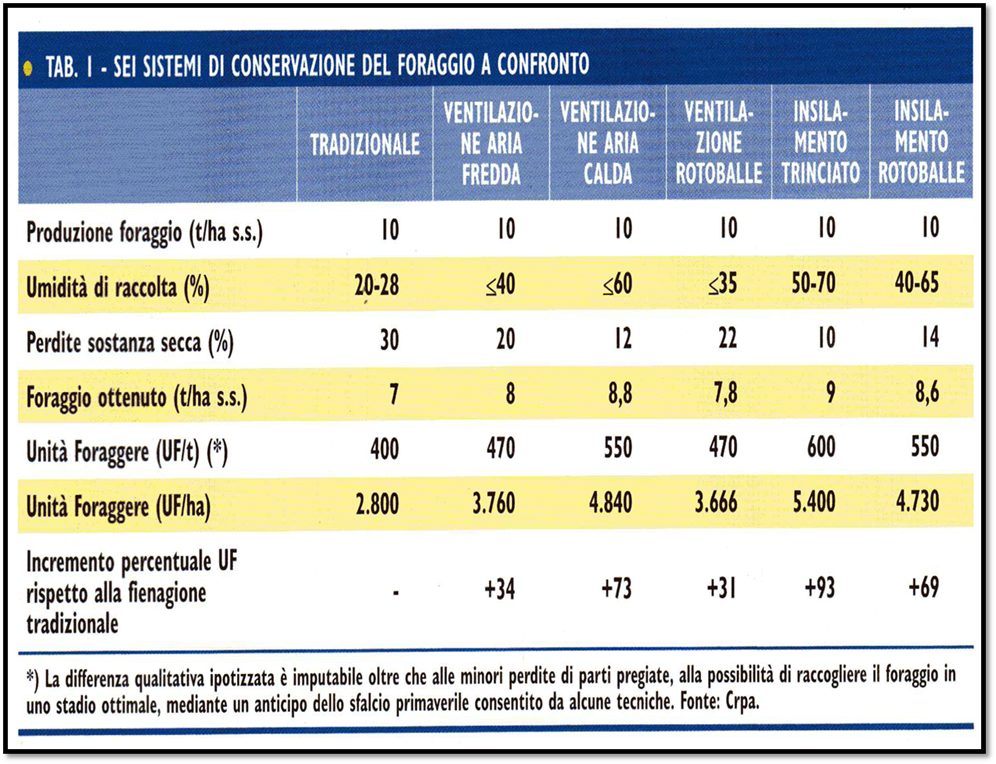 TAB. 1 - SEI SISTEMI DI CONSERVAZIONE DEL FORAGGIO A CONFRONTO
TRADIZIONALE
VENTILAZIO-
NE ARIA
FREDDA
VENTILAZIO-
NE ARIA
CALDA
VENTILA-
ZIONE
ROTOBALLE
INSILA-
MENTO
TRINCIATO
INSILA-
MENTO
ROTOBALLE
Produzione foraggio (t/ha s.s.) 10 10 10 10 10 10
Umidità di raccolta (%) 20-28 ≤40 ≤60 ≤35 50-70 40-65
Perdite sostanza secca (%) 30 20 12 22 10 14
Foraggio ottenuto (t/ha s.s.) 7 8 8,8 7,8 9 8,6
Unità Foraggere (UF/t) (*) 400 470 550 470 600 550
Unità Foraggere (UF/ha) 2.800 3.760 4.840 3.666 5.400 4.730
Incremento percentuale UF
rispetto alla fienagione - +34 +73 +31 +93 +69
tradizionale
*) La differenza qualitativa ipotizzata è imputabile oltre che alle minori perdite di parti pregiate, alla possibilità di raccogliere il foraggio in
uno stadio ottimale, mediante un anticipo dello sfalcio primaverile consentito da alcune tecniche. Fonte: Crpa.